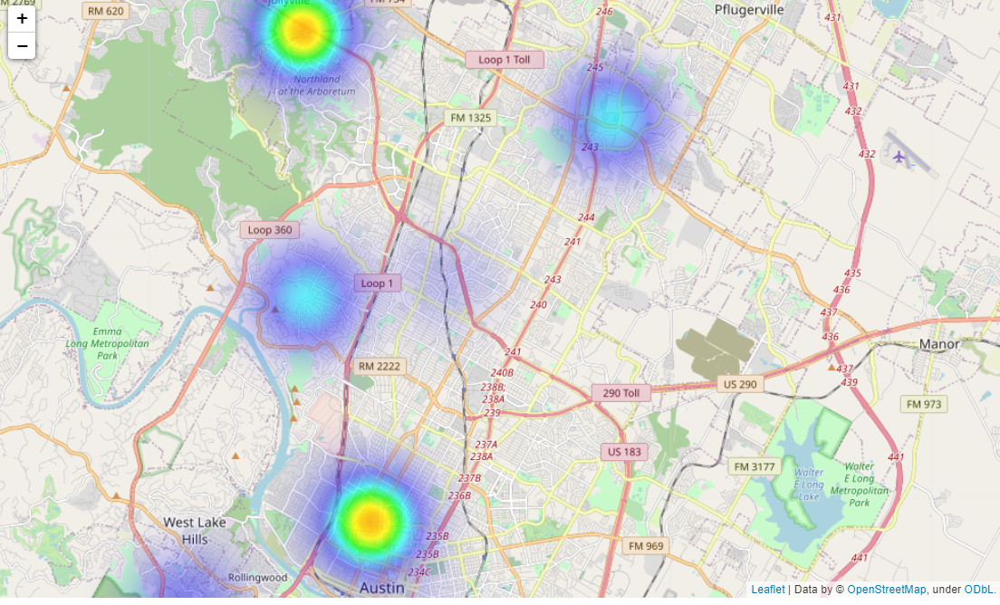 M 2769
RM 620
Jollyville
FM 734
246
Pflugerville
431
+
−
Loop 1 Toll
245
Northland
at the Arboretum
431
FM 1325
432
243
432
244
Loop 360
241
435
243
Loop 1
436
240
437
Emma
Long Metropolitan
Park
436
Manor
241
RM 2222
240B
437
238B;
238A
290 Toll
US 290
439
239
FM 973
237A
238A
US 183
441
237B
FM 3177
Walter
E Long
Lake
Walter
E Long
Metropolitan
Park
236B
West Lake
Hills
235B
FM 969
235B
441
234C
Rollingwood
Austin
Leaflet | Data by © OpenStreetMap, under ODbL.